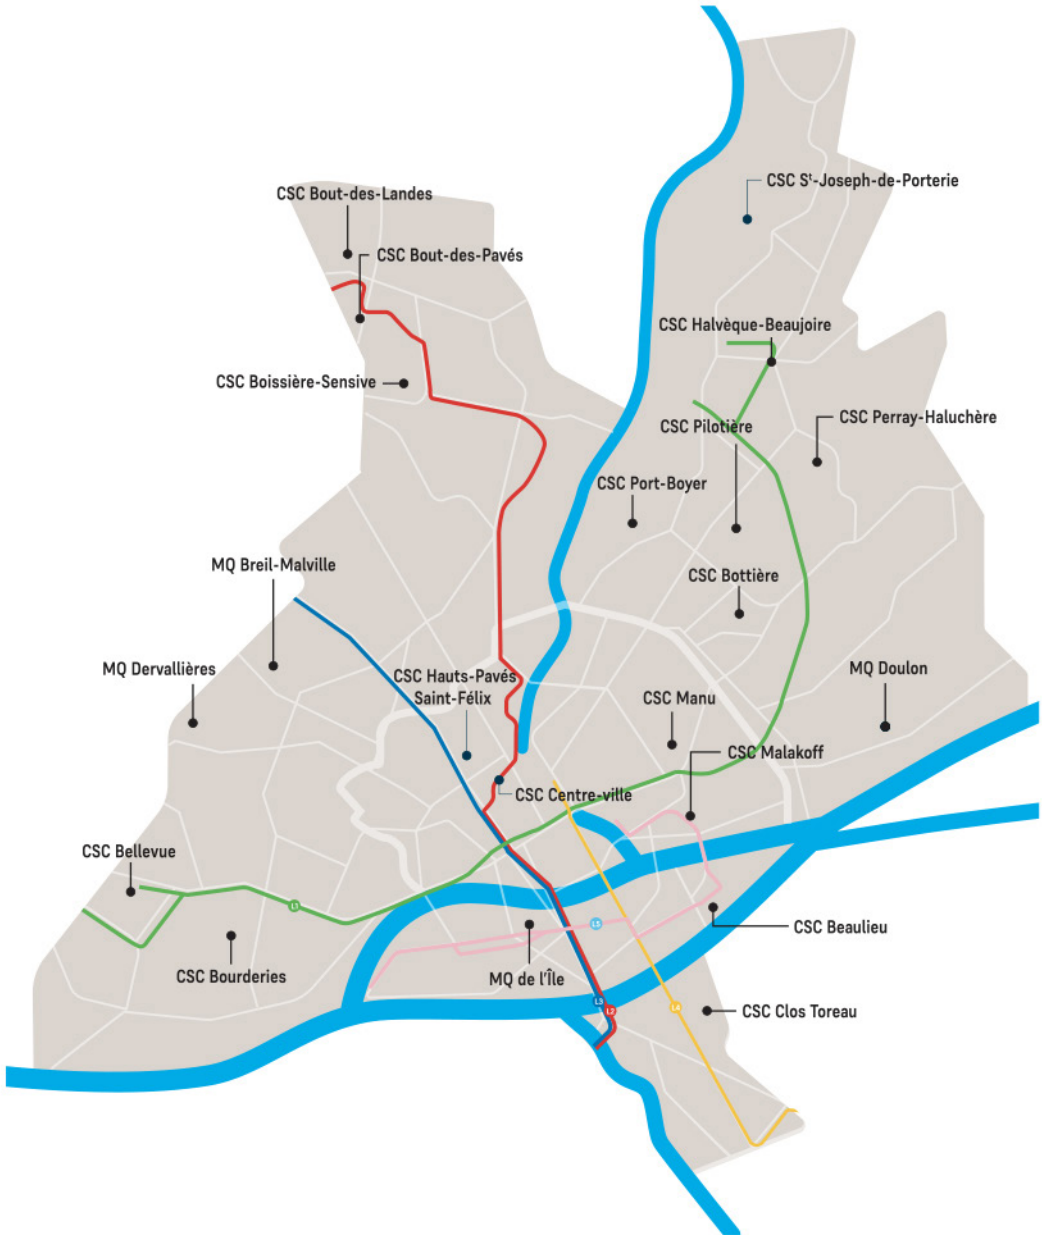 CSC Sᵗ-Joseph-de-Porterie
CSC Bout-des-Landes
CSC Bout-des-Pavés
CSC Halvèque-Beaujoire
CSC Boissière-Sensive
CSC Perray-Haluchère
CSC Pilotière
CSC Port-Boyer
MQ Breil-Malville
CSC Bottière
MQ Dervallières
MQ Doulon
CSC Hauts-Pavés
Saint-Félix
CSC Manu
CSC Malakoff
CSC Centre-ville
CSC Bellevue
L1
L5
CSC Beaulieu
CSC Bourderies
MQ de l'Île
L3
L2
L4
CSC Clos Toreau